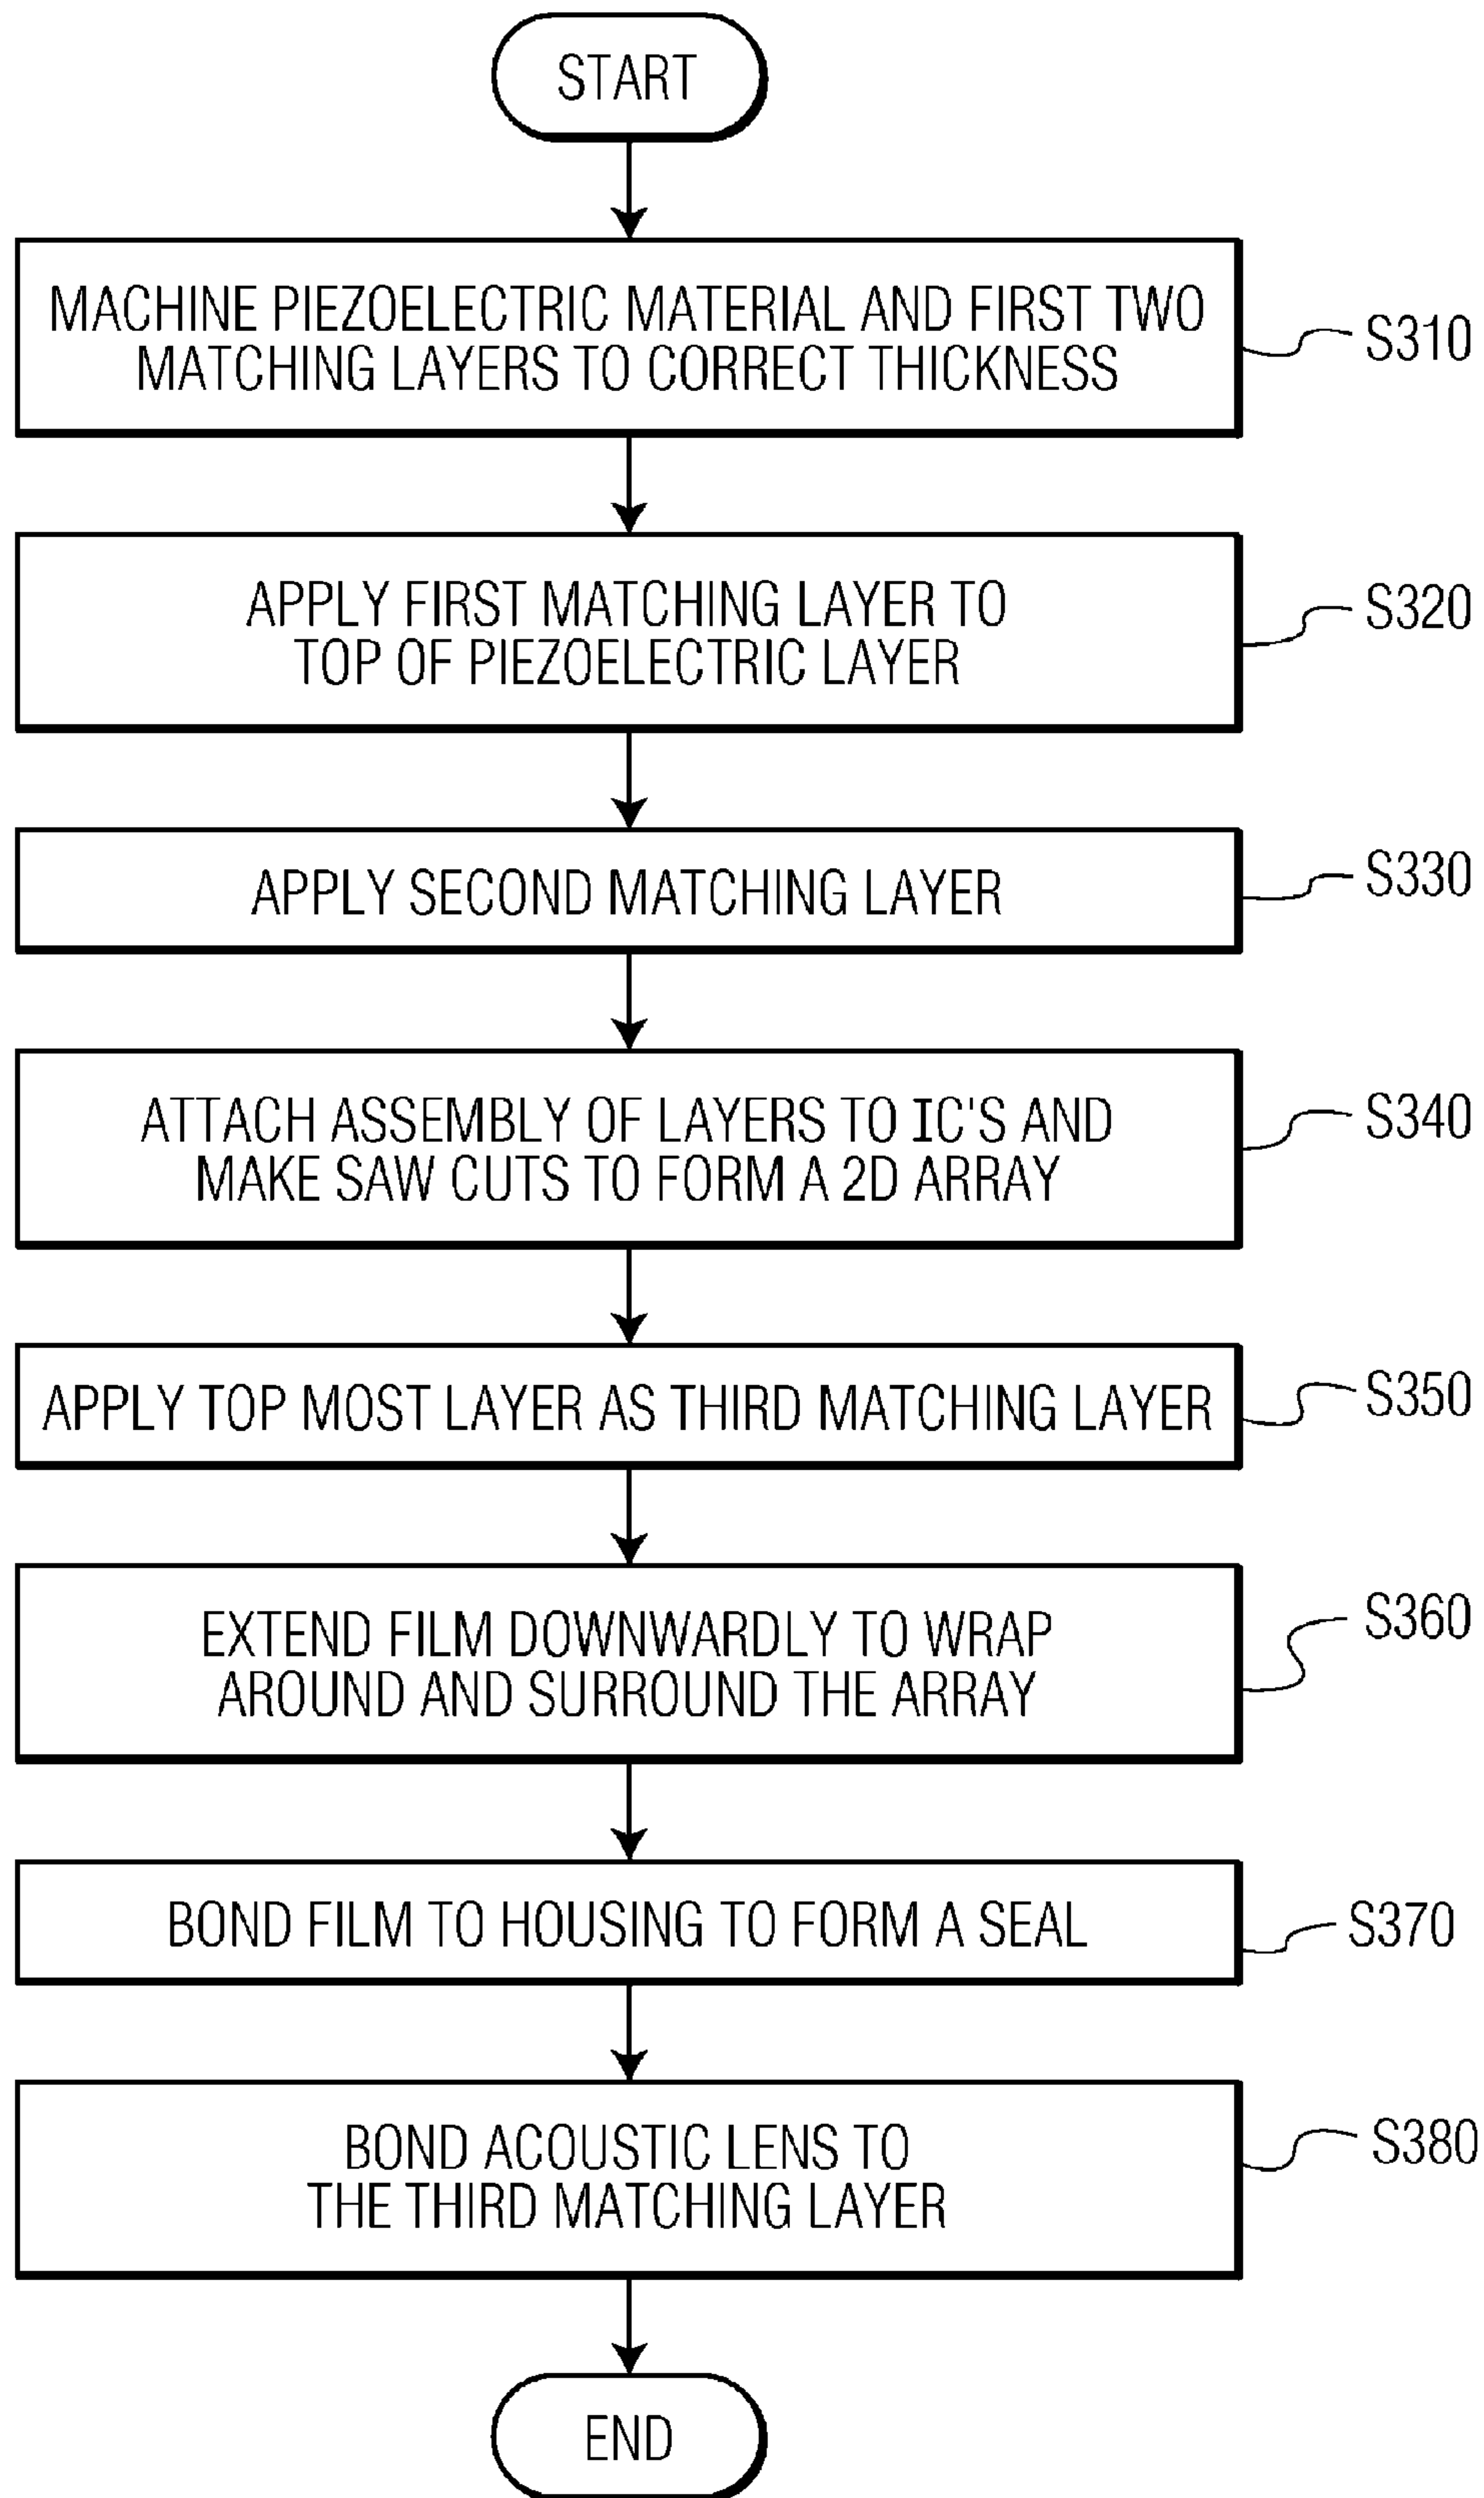 START
MACHINE PIEZOELECTRIC MATERIAL AND FIRST TWO
MATCHING LAYERS TO CORRECT THICKNESS
S310
APPLY FIRST MATCHING LAYER TO
TOP OF PIEZOELECTRIC LAYER
S320
APPLY SECOND MATCHING LAYER
S330
ATTACH ASSEMBLY OF LAYERS TO IC'S AND
MAKE SAW CUTS TO FORM A 2D ARRAY
S340
APPLY TOP MOST LAYER AS THIRD MATCHING LAYER
S350
EXTEND FILM DOWNWARDLY TO WRAP
AROUND AND SURROUND THE ARRAY
S360
BOND FILM TO HOUSING TO FORM A SEAL
S370
BOND ACOUSTIC LENS TO
THE THIRD MATCHING LAYER
S380
END